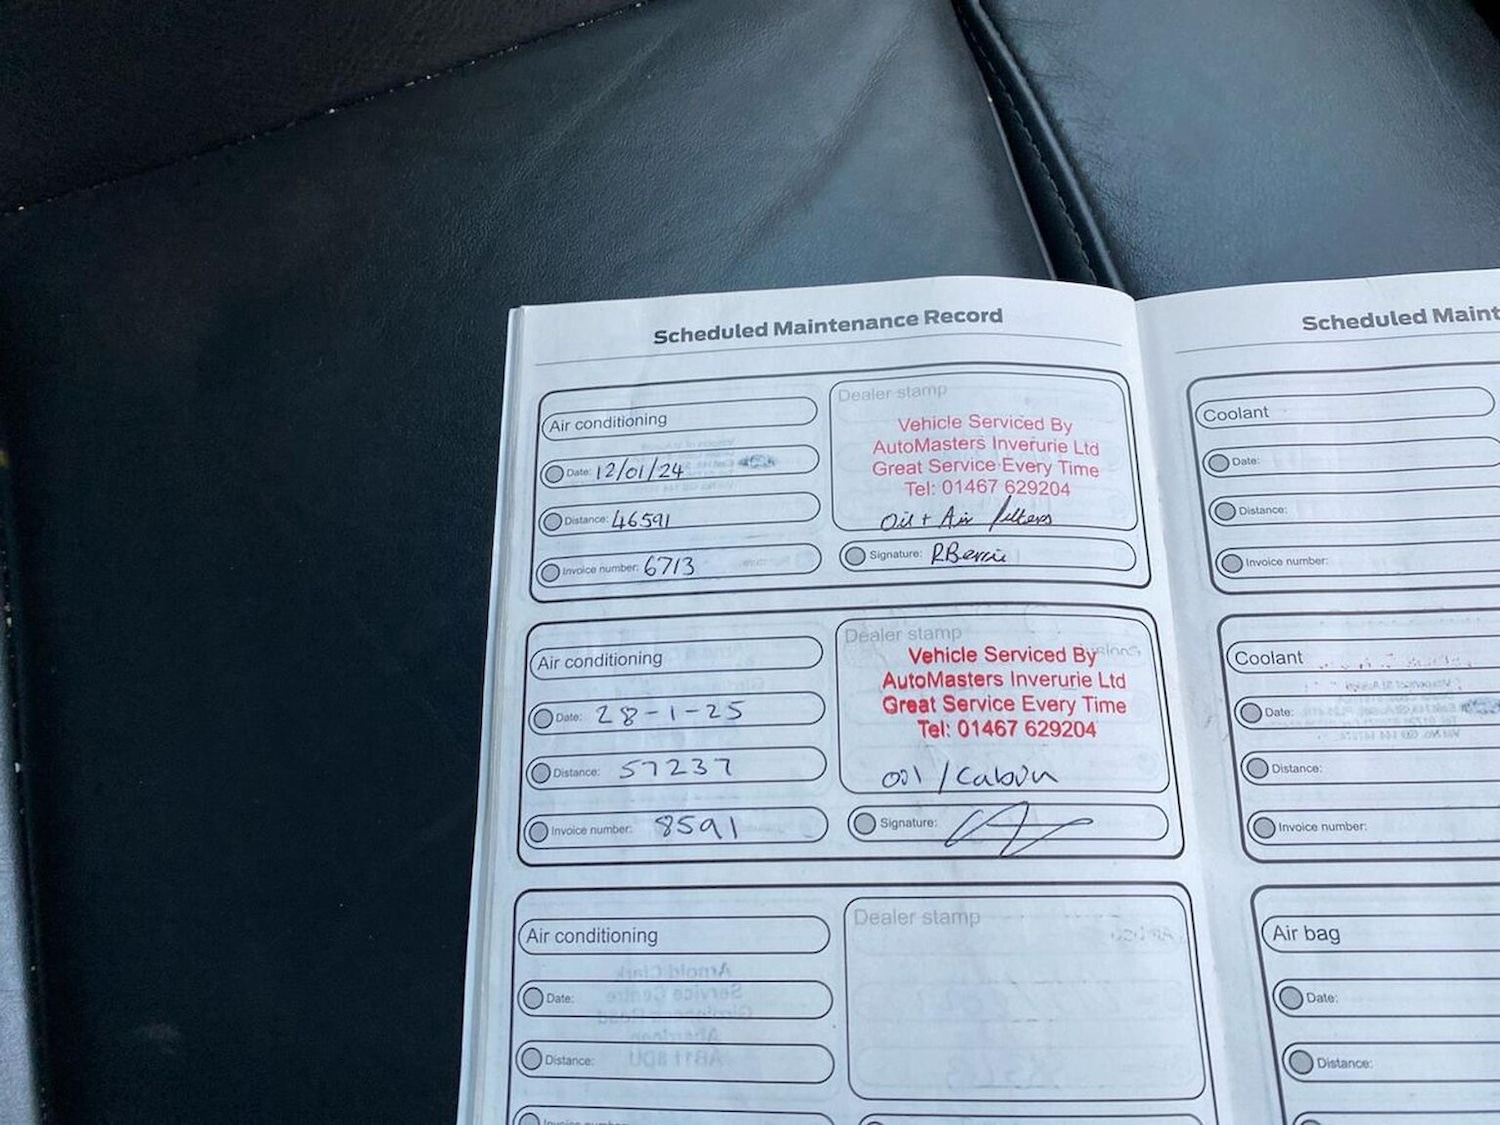 Scheduled Maintenance Record
Air conditioning
Date: 12/01/24
Distance: 46591
Invoice number: 6713
Dealer stamp
Vehicle Serviced By
AutoMasters Inverurie Ltd
Great Service Every Time
Tel: 01467 629204
Oil + Air filters
Signature: RBerrie
Air conditioning
Date: 28-1-25
Distance: 57237
Invoice number: 8591
Dealer stamp
Vehicle Serviced By
AutoMasters Inverurie Ltd
Great Service Every Time
Tel: 01467 629204
oil / Cabin
Signature:
Air conditioning
Date:
Distance:
Invoice number:
Dealer stamp
Scheduled Maint
Coolant
Date:
Distance:
Invoice number:
Coolant
Date:
Distance:
Invoice number:
Air bag
Date:
Distance: